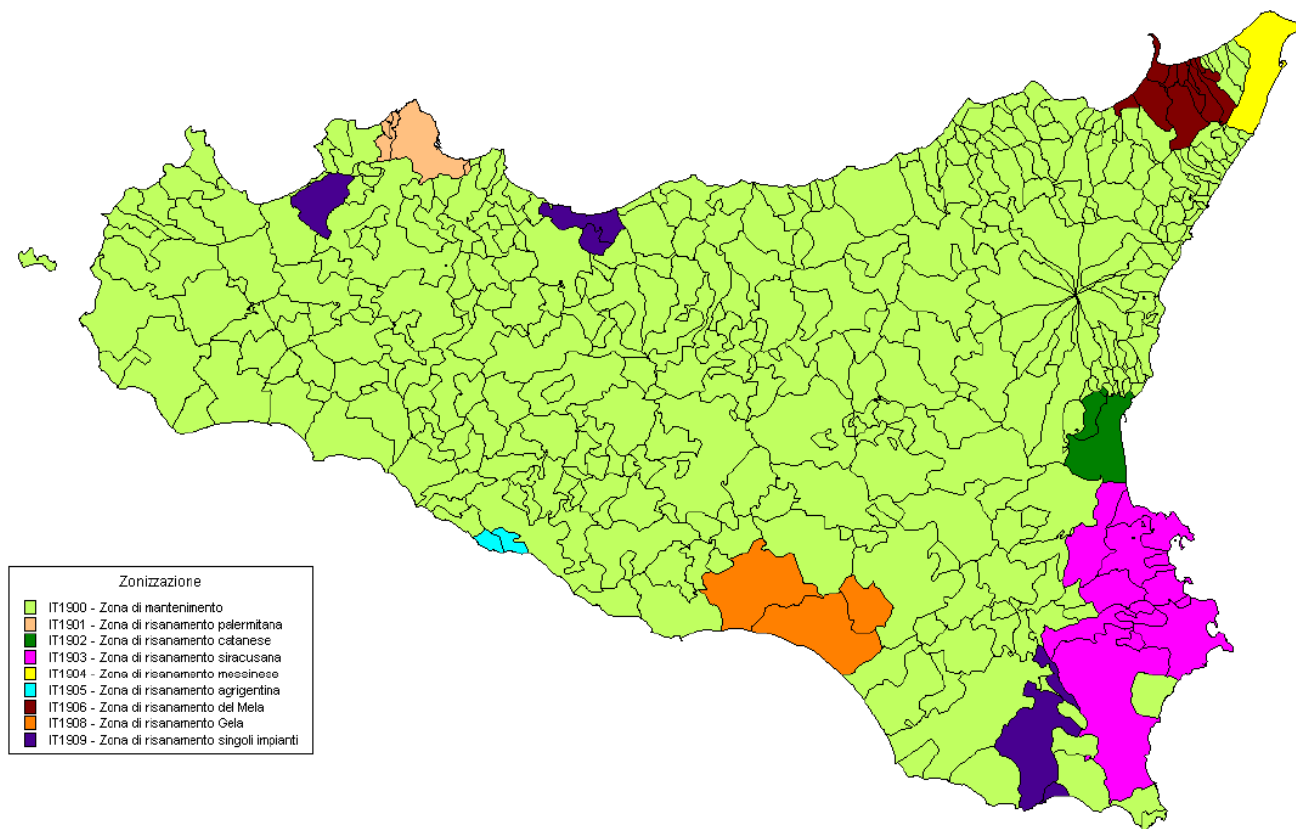 Zonizzazione
IT1900 - Zona di mantenimento
IT1901 - Zona di risanamento palermitana
IT1902 - Zona di risanamento catanese
IT1903 - Zona di risanamento siracusana
IT1904 - Zona di risanamento messinese
IT1905 - Zona di risanamento agrigentina
IT1906 - Zona di risanamento del Mela
IT1908 - Zona di risanamento Gela
IT1909 - Zona di risanamento singoli impianti